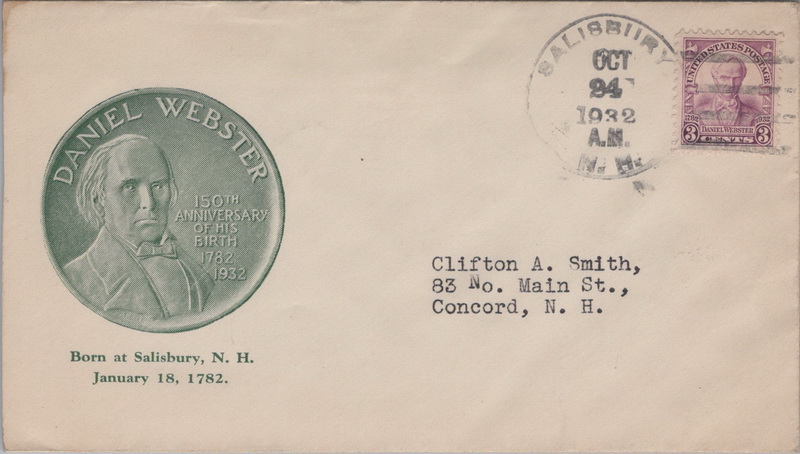 DANIEL WEBSTER
150TH
ANNIVERSARY
OF HIS
BIRTH
1782
1932
Born at Salisbury, N. H.
January 18, 1782.
SALISBURY
OCT
24
1932
A.M.
N. H.
UNITED STATES POSTAGE
1782
1932
3
DANIEL WEBSTER
3
CENTS
Clifton A. Smith,
83 No. Main St.,
Concord, N. H.